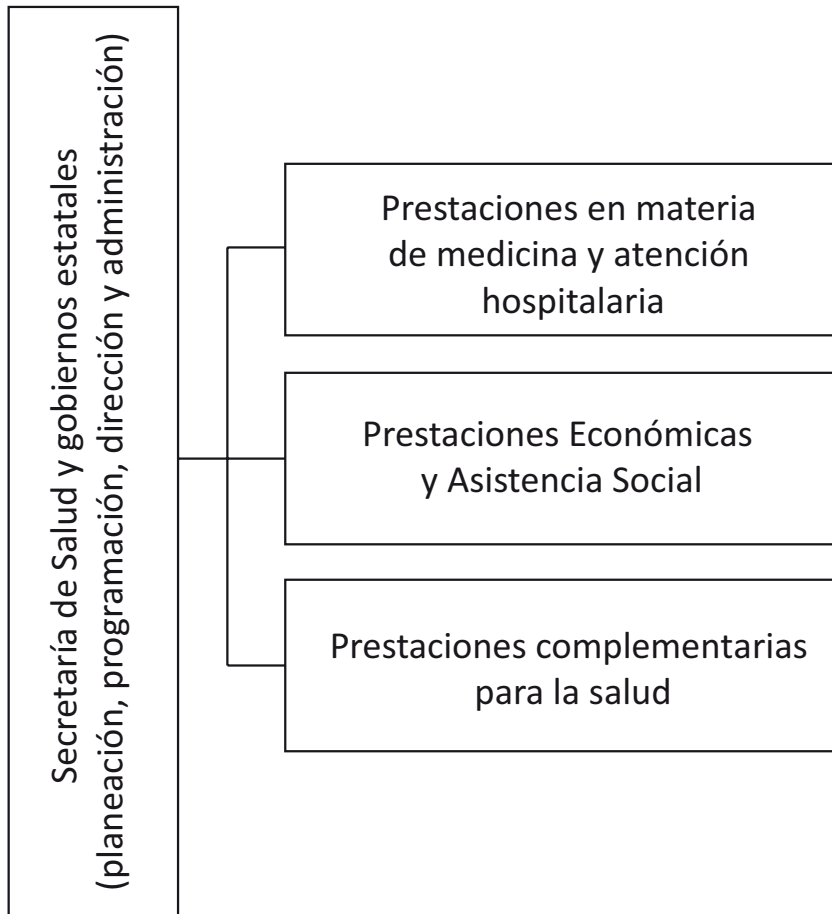 Secretaría de Salud y gobiernos estatales
(planeación, programación, dirección y administración)
Prestaciones en materia
de medicina y atención
hospitalaria
Prestaciones Económicas
y Asistencia Social
Prestaciones complementarias
para la salud